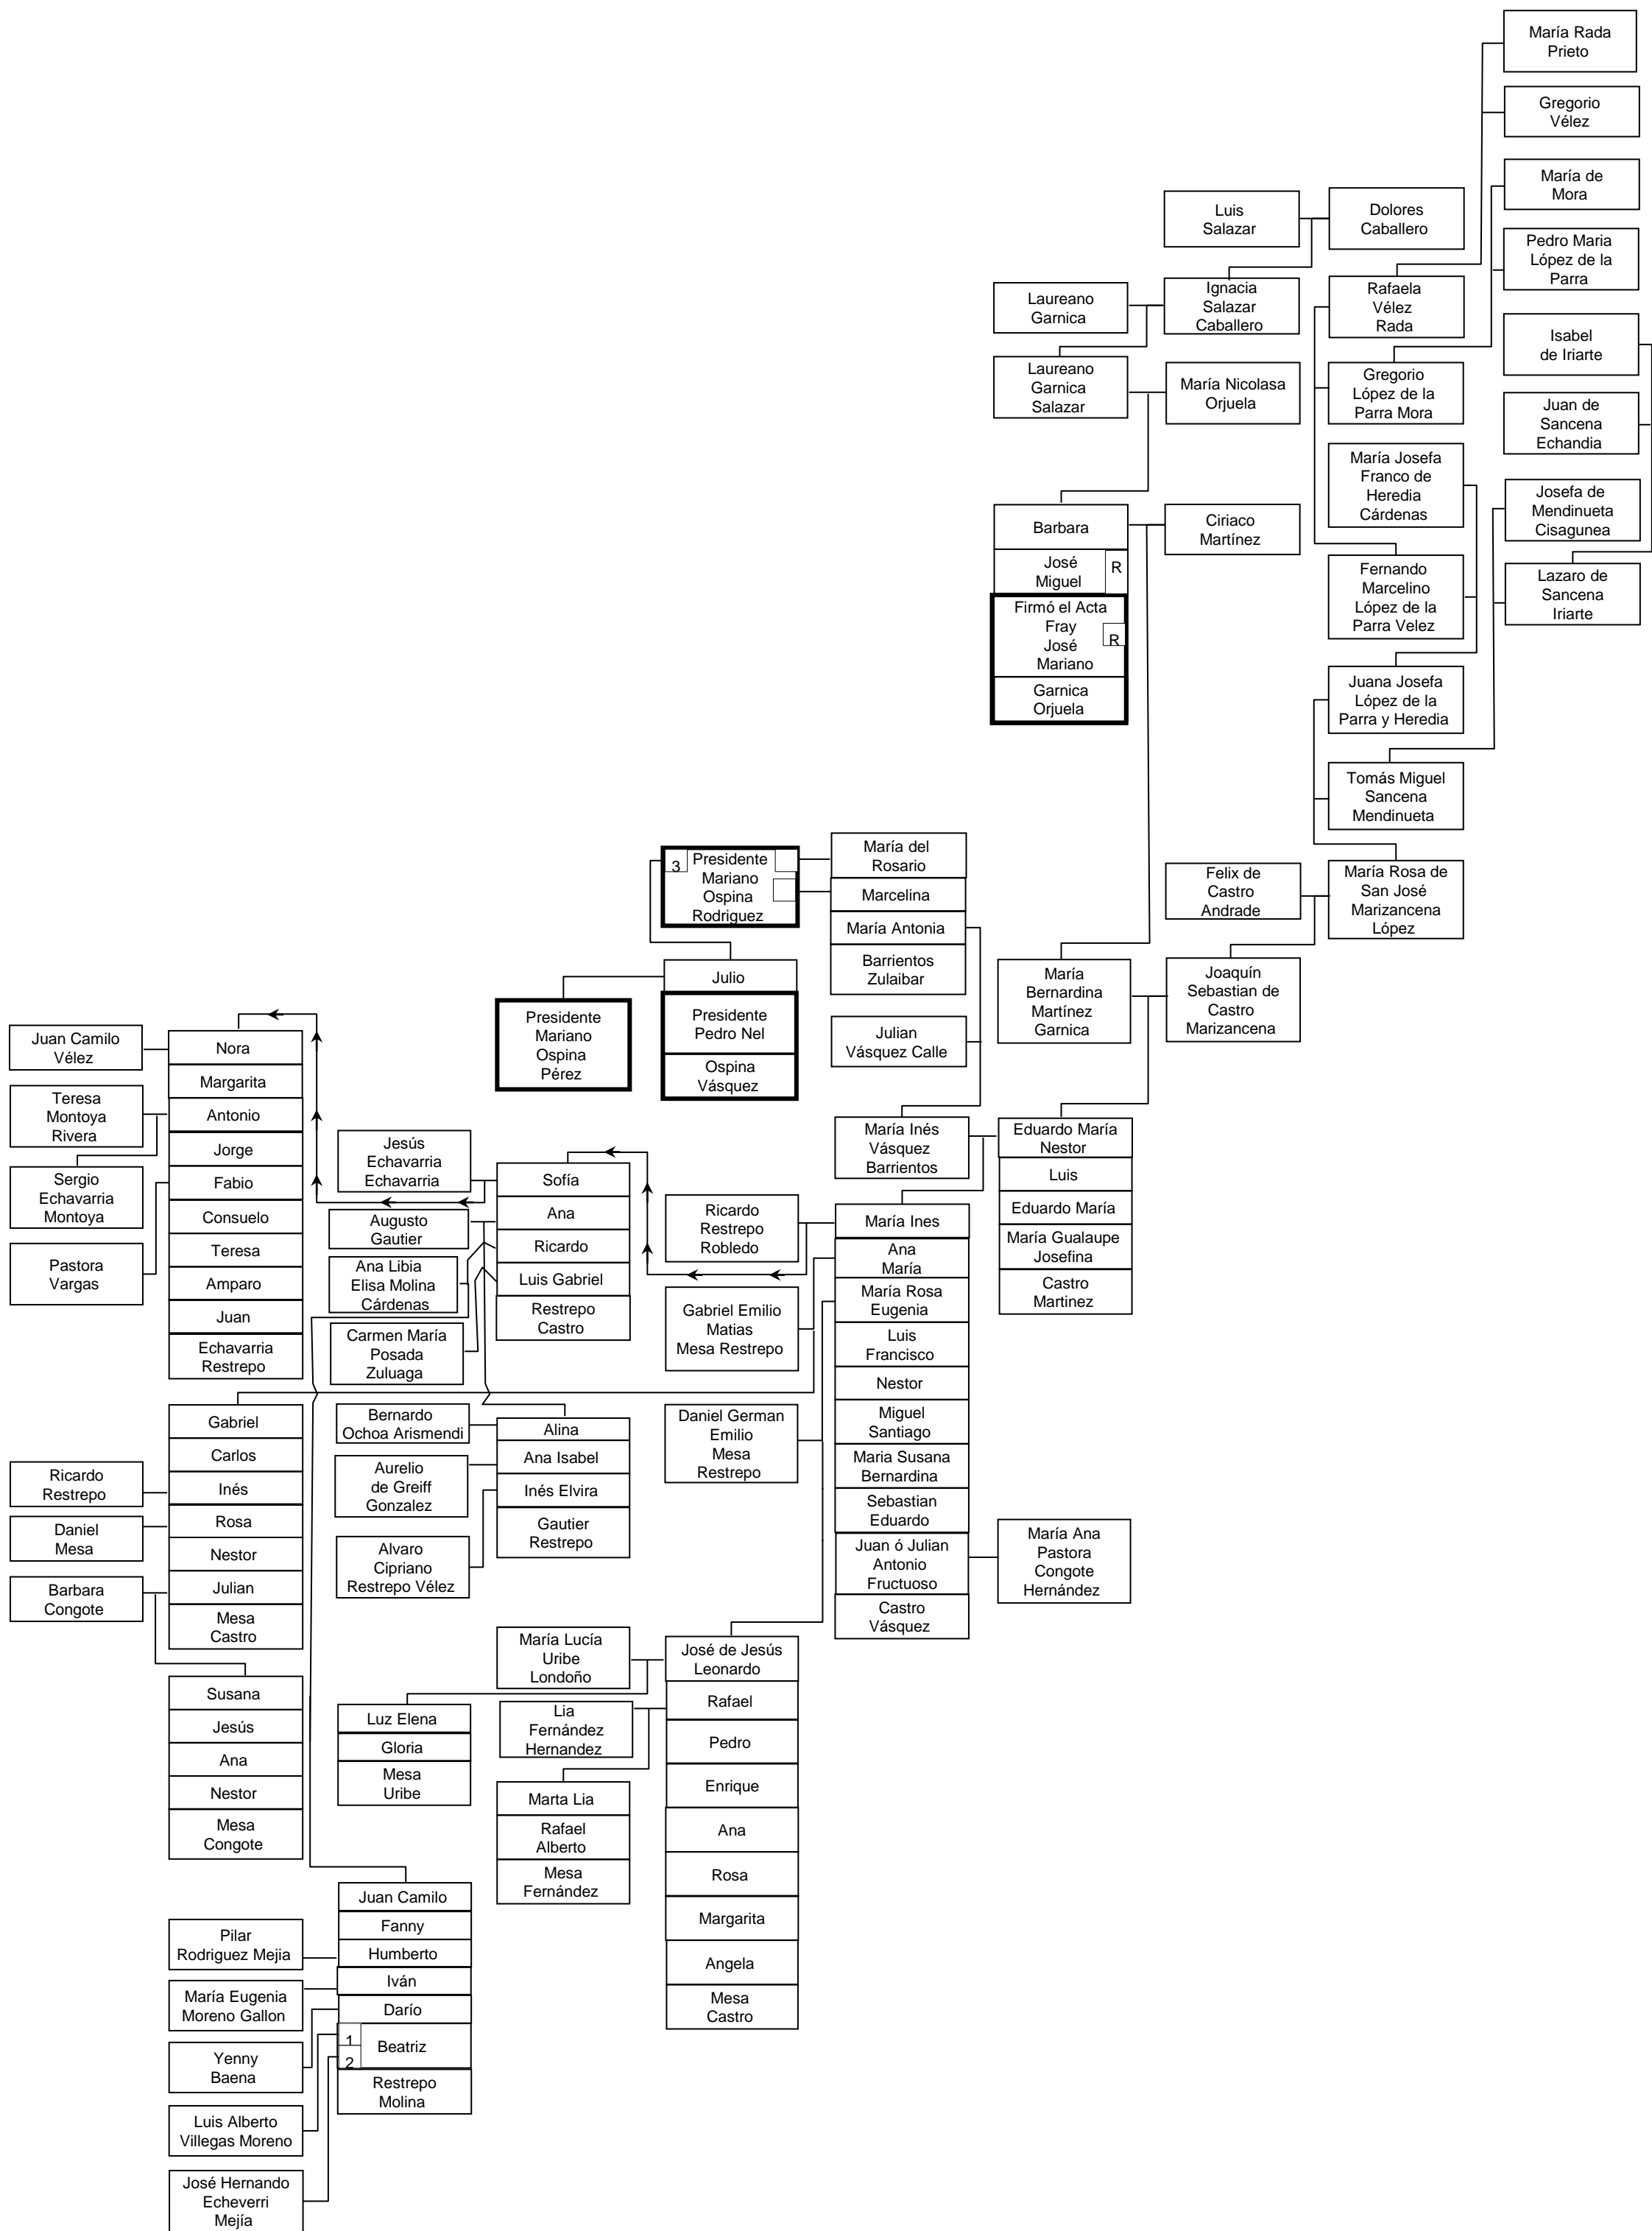 María Rada
Prieto
Gregorio
Vélez
María de
Mora
Pedro Maria
López de la
Parra
Isabel
de Iriarte
Juan de
Sancena
Echandia
Josefa de
Mendinueta
Cisagunea
Lazaro de
Sancena
Iriarte
Luis
Salazar
Dolores
Caballero
Laureano
Garnica
Ignacia
Salazar
Caballero
Rafaela
Vélez
Rada
Laureano
Garnica
Salazar
María Nicolasa
Orjuela
Gregorio
López de la
Parra Mora
María Josefa
Franco de
Heredia
Cárdenas
Barbara
Ciriaco
Martínez
José
Miguel
R
Firmó el Acta
Fray
José
Mariano
R
Garnica
Orjuela
Fernando
Marcelino
López de la
Parra Velez
Juana Josefa
López de la
Parra y Heredia
Tomás Miguel
Sancena
Mendinueta
3
Presidente
Mariano
Ospina
Rodriguez
María del
Rosario
Marcelina
María Antonia
Barrientos
Zulaibar
Felix de
Castro
Andrade
María Rosa de
San José
Marizancena
López
Julio
Presidente
Pedro Nel
Ospina
Vásquez
Presidente
Mariano
Ospina
Pérez
Julian
Vásquez Calle
María
Bernardina
Martínez
Garnica
Joaquín
Sebastian de
Castro
Marizancena
Juan Camilo
Vélez
Teresa
Montoya
Rivera
Sergio
Echavarria
Montoya
Pastora
Vargas
Nora
Margarita
Antonio
Jorge
Fabio
Consuelo
Teresa
Amparo
Juan
Echavarria
Restrepo
Jesús
Echavarria
Echavarria
Augusto
Gautier
Ana Libia
Elisa Molina
Cárdenas
Carmen María
Posada
Zuluaga
Sofía
Ana
Ricardo
Luis Gabriel
Restrepo
Castro
Ricardo
Restrepo
Robledo
Gabriel Emilio
Matias
Mesa Restrepo
Daniel German
Emilio
Mesa
Restrepo
María Inés
Vásquez
Barrientos
Eduardo María
Nestor
Luis
Eduardo María
María Gualaupe
Josefina
Castro
Martinez
María Ines
Ana
María
María Rosa
Eugenia
Luis
Francisco
Nestor
Miguel
Santiago
Maria Susana
Bernardina
Sebastian
Eduardo
Juan ó Julian
Antonio
Fructuoso
Castro
Vásquez
María Ana
Pastora
Congote
Hernández
Ricardo
Restrepo
Daniel
Mesa
Barbara
Congote
Gabriel
Carlos
Inés
Rosa
Nestor
Julian
Mesa
Castro
Bernardo
Ochoa Arismendi
Aurelio
de Greiff
Gonzalez
Alvaro
Cipriano
Restrepo Vélez
Alina
Ana Isabel
Inés Elvira
Gautier
Restrepo
Susana
Jesús
Ana
Nestor
Mesa
Congote
Luz Elena
Gloria
Mesa
Uribe
María Lucía
Uribe
Londoño
Lia
Fernández
Hernandez
Marta Lia
Rafael
Alberto
Mesa
Fernández
José de Jesús
Leonardo
Rafael
Pedro
Enrique
Ana
Rosa
Margarita
Angela
Mesa
Castro
Pilar
Rodriguez Mejia
María Eugenia
Moreno Gallon
Yenny
Baena
Luis Alberto
Villegas Moreno
José Hernando
Echeverri
Mejía
Juan Camilo
Fanny
Humberto
Iván
Darío
1
2
Beatriz
Restrepo
Molina